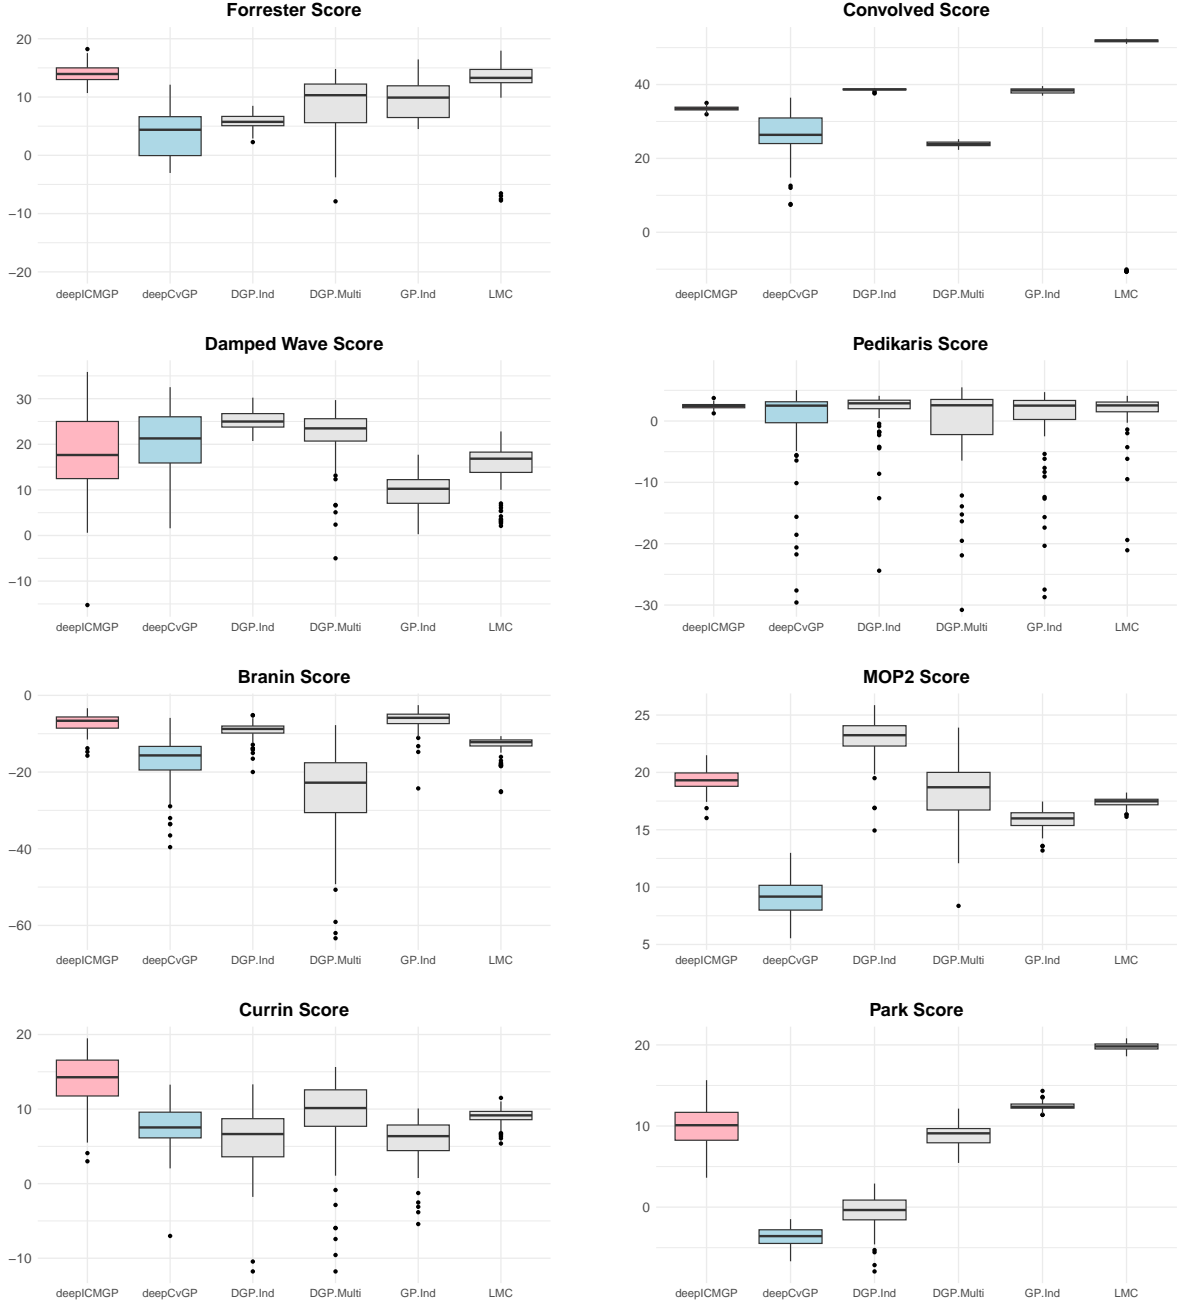 Forrester Score
20
10
0
−10
−20
deepICMGP deepCvGP DGP.Ind DGP.Multi GP.Ind LMC
Convolved Score
40
20
0
deepICMGP deepCvGP DGP.Ind DGP.Multi GP.Ind LMC
Damped Wave Score
30
20
10
0
−10
deepICMGP deepCvGP DGP.Ind DGP.Multi GP.Ind LMC
Pedikaris Score
0
−10
−20
−30
deepICMGP deepCvGP DGP.Ind DGP.Multi GP.Ind LMC
Branin Score
0
−20
−40
−60
deepICMGP deepCvGP DGP.Ind DGP.Multi GP.Ind LMC
MOP2 Score
25
20
15
10
5
deepICMGP deepCvGP DGP.Ind DGP.Multi GP.Ind LMC
Currin Score
20
10
0
−10
deepICMGP deepCvGP DGP.Ind DGP.Multi GP.Ind LMC
Park Score
20
10
0
deepICMGP deepCvGP DGP.Ind DGP.Multi GP.Ind LMC